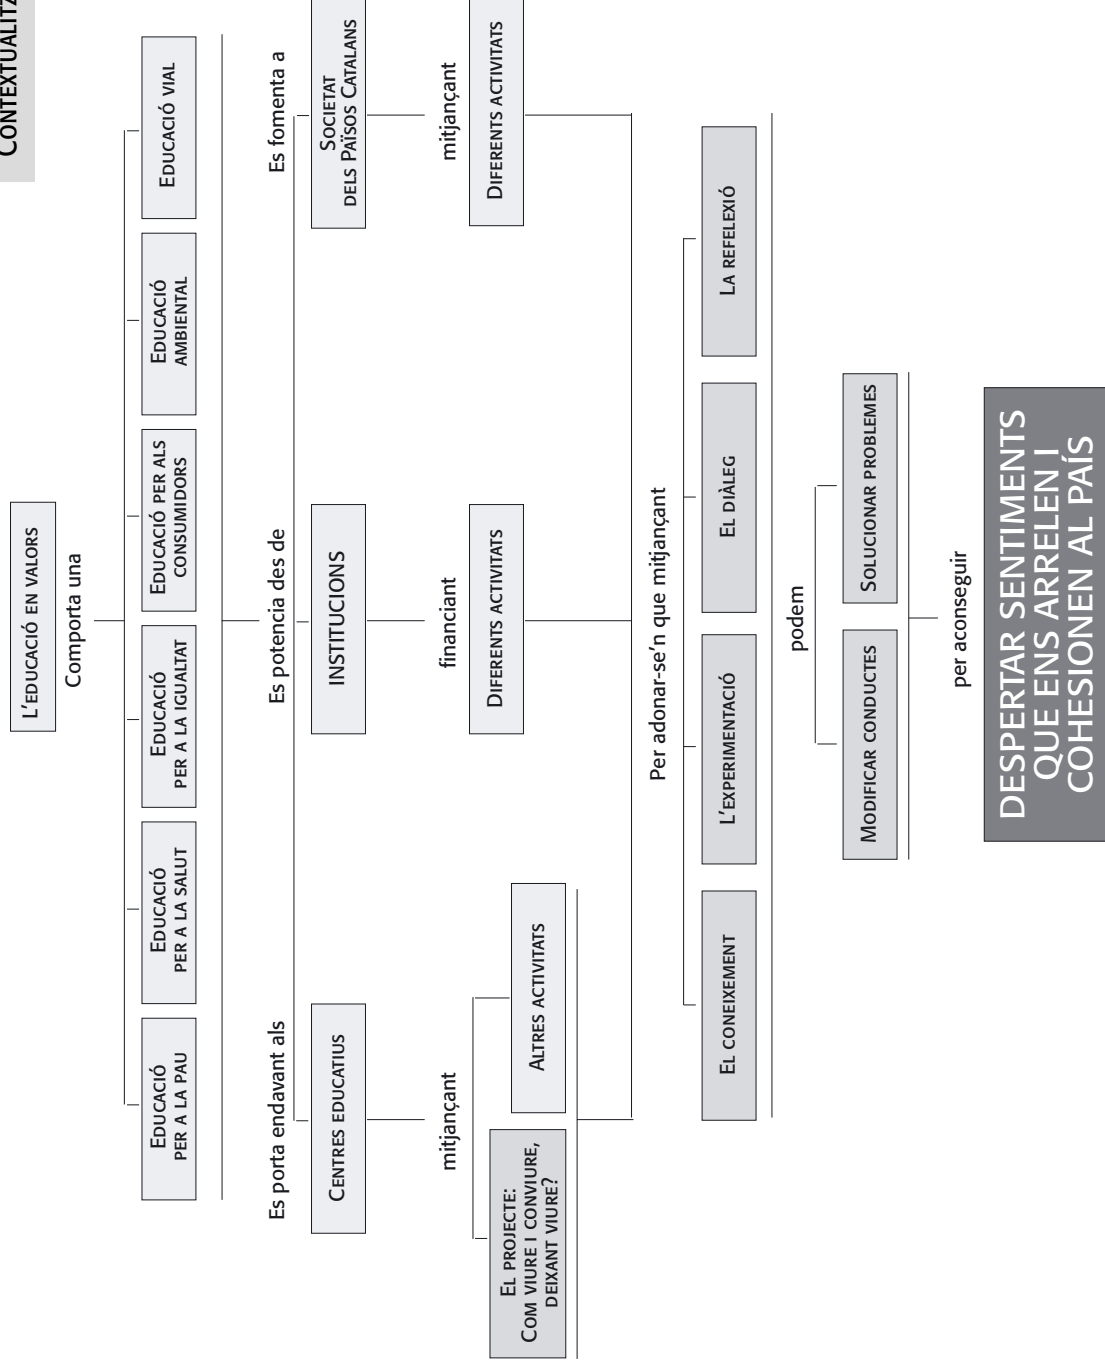 CONTEXTUALITZ
L'EDUCACIÓ EN VALORS
Comporta una
EDUCACIÓ
PER A LA PAU
EDUCACIÓ
PER A LA SALUT
EDUCACIÓ
PER A LA IGUALTAT
EDUCACIÓ PER ALS
CONSUMIDORS
EDUCACIÓ
AMBIENTAL
EDUCACIÓ VIAL
Es porta endavant als
Es potencia des de
Es fomenta a
CENTRES EDUCATIUS
INSTITUCIONS
SOCIETAT
DELS PAÏSOS CATALANS
mitjançant
financiant
mitjançant
EL PROJECTE:
COM VIURE I CONVIURE,
DEIXANT VIURE?
ALTRES ACTIVITATS
DIFERENTS ACTIVITATS
DIFERENTS ACTIVITATS
Per adonar-se'n que mitjançant
EL CONEIXEMENT
L'EXPERIMENTACIÓ
EL DIÀLEG
LA REFELEXIÓ
podem
MODIFICAR CONDUCTES
SOLUCIONAR PROBLEMES
per aconseguir
DESPERTAR SENTIMENTS
QUE ENS ARRELEN I
COHESIONEN AL PAÍS